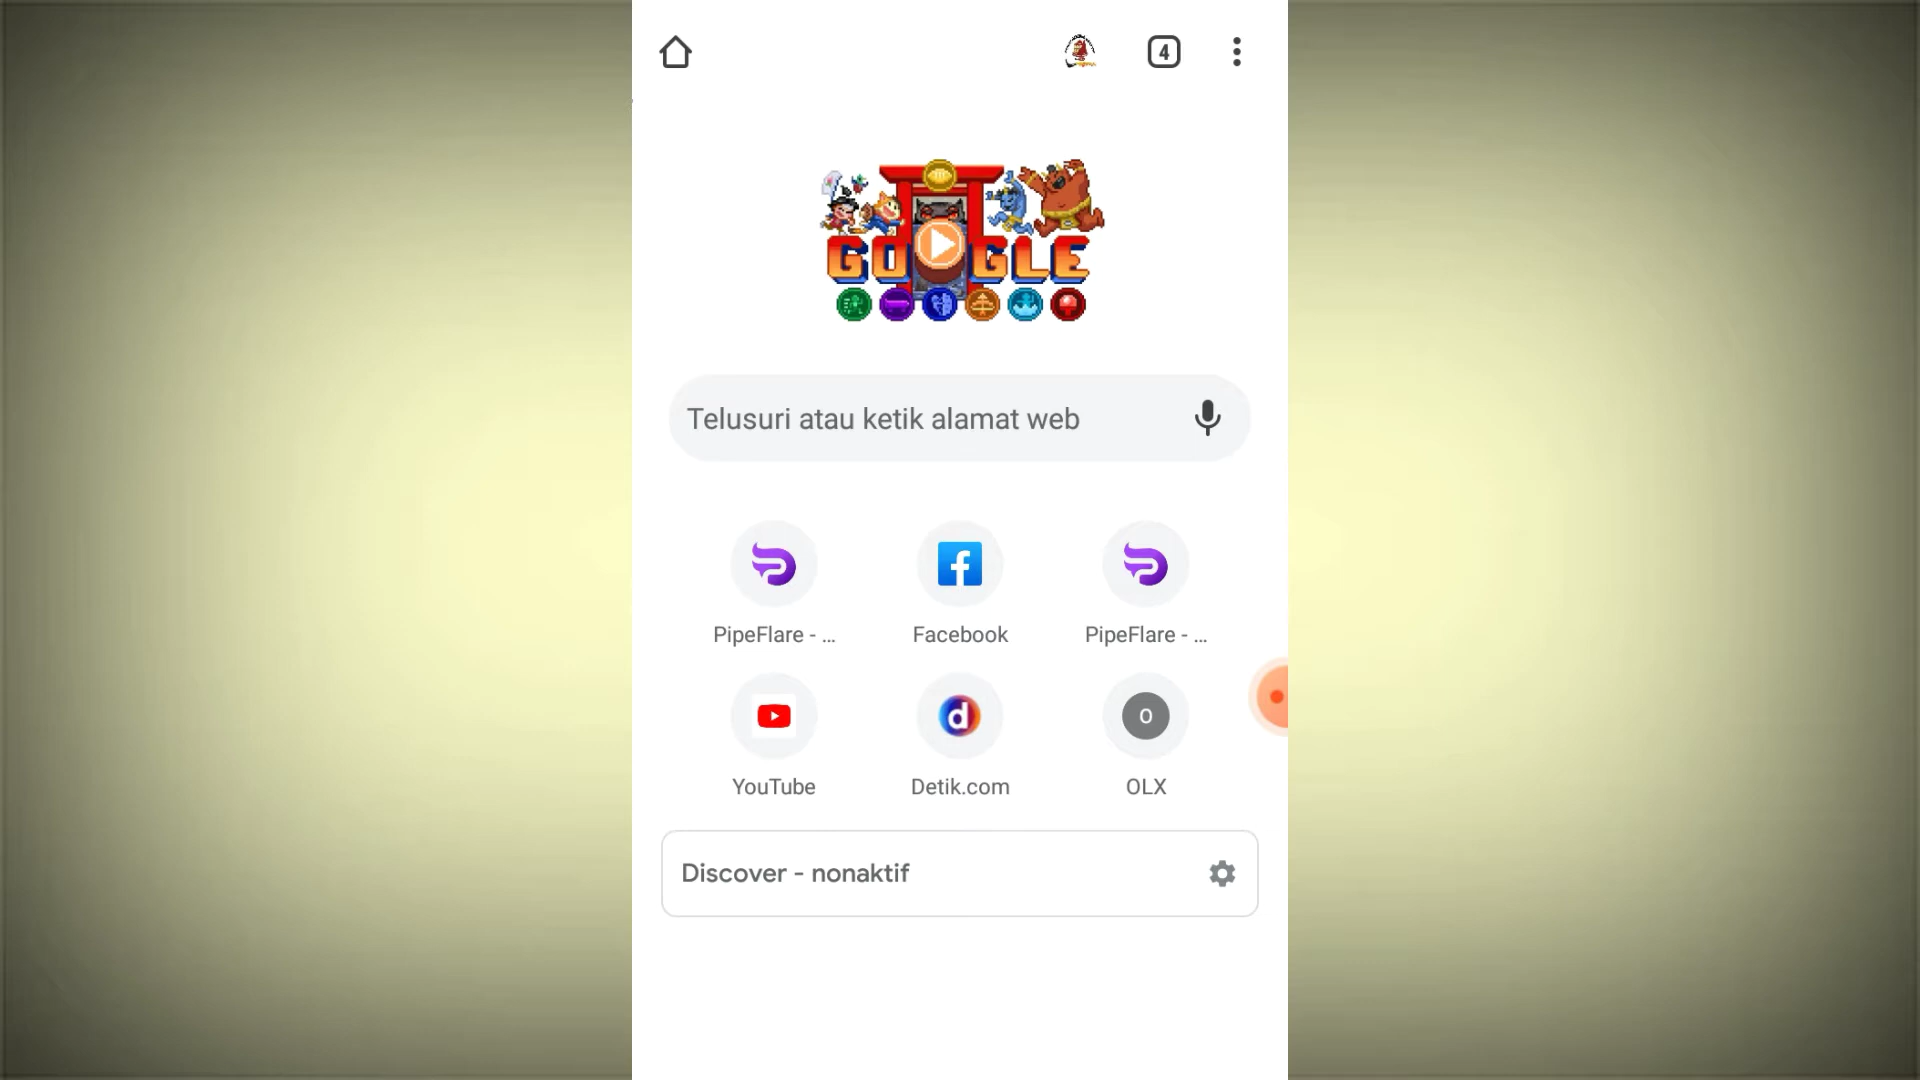 4
GOOGLE
Telusuri atau ketik alamat web
PipeFlare - ...
Facebook
PipeFlare - ...
d
O
YouTube
Detik.com
OLX
Discover - nonaktif